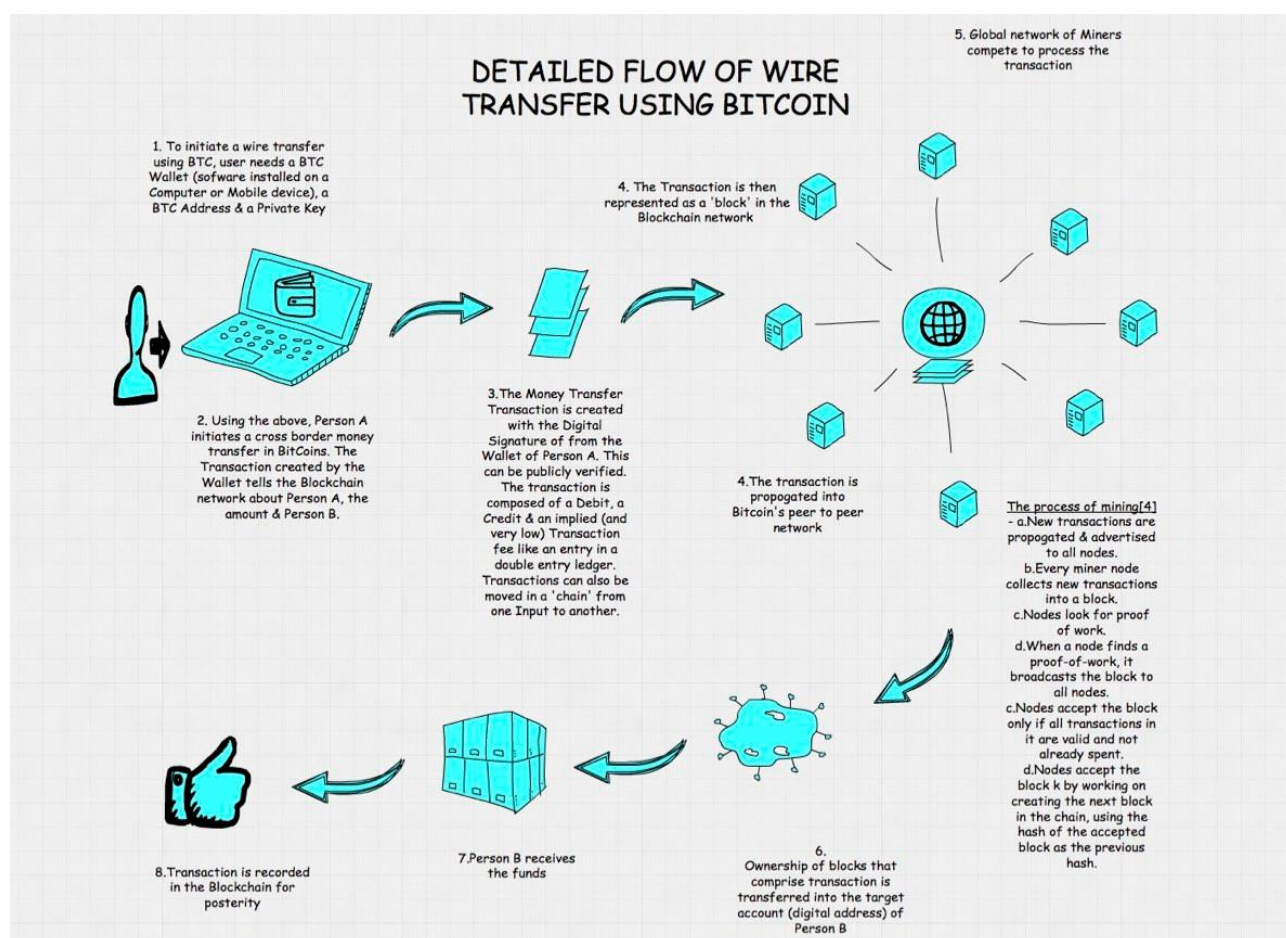 DETAILED FLOW OF WIRE
TRANSFER USING BITCOIN
1. To initiate a wire transfer
using BTC, user needs a BTC
Wallet (sofware installed on a
Computer or Mobile device), a
BTC Address & a Private Key
2. Using the above, Person A
initiates a cross border money
transfer in BitCoins. The
Transaction created by the
Wallet tells the Blockchain
network about Person A, the
amount & Person B.
3.The Money Transfer
Transaction is created
with the Digital
Signature of from the
Wallet of Person A. This
can be publicly verified.
The transaction is
composed of a Debit, a
Credit & an implied (and
very low) Transaction
fee like an entry in a
double entry ledger.
Transactions can also be
moved in a 'chain' from
one Input to another.
4. The Transaction is then
represented as a 'block' in the
Blockchain network
4.The transaction is
propogated into
Bitcoin's peer to peer
network
5. Global network of Miners
compete to process the
transaction
The process of mining[4]
- a.New transactions are
propogated & advertised
to all nodes.
b.Every miner node
collects new transactions
into a block.
c.Nodes look for proof
of work.
d.When a node finds a
proof-of-work, it
broadcasts the block to
all nodes.
c.Nodes accept the block
only if all transactions in
it are valid and not
already spent.
d.Nodes accept the
block k by working on
creating the next block
in the chain, using the
hash of the accepted
block as the previous
hash.
6.
Ownership of blocks that
comprise transaction is
transferred into the target
account (digital address) of
Person B
7.Person B receives
the funds
8.Transaction is recorded
in the Blockchain for
posterity